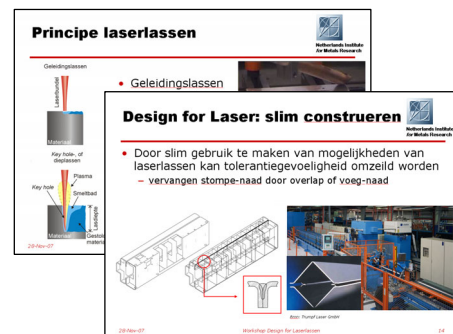 Principe laserlassen
Netherlands Institute
for Metals Research
Geleidingslassen
Laserbundel
Materiaal
Key hole-, of
dieplassen
Plasma
Key hole
Smeltbad
Lasdiepte
Materiaal
28-Nov-07
• Geleidingslassen
Design for Laser: slim construeren
Netherlands Institute
for Metals Research
• Door slim gebruik te maken van mogelijkheden van
laserlassen kan tolerantiegevoeligheid omzeild worden
– vervangen stompe-naad door overlap of voeg-naad
Bron: Trumpf Laser GmbH
28-Nov-07
Workshop Design for Laserlassen
14